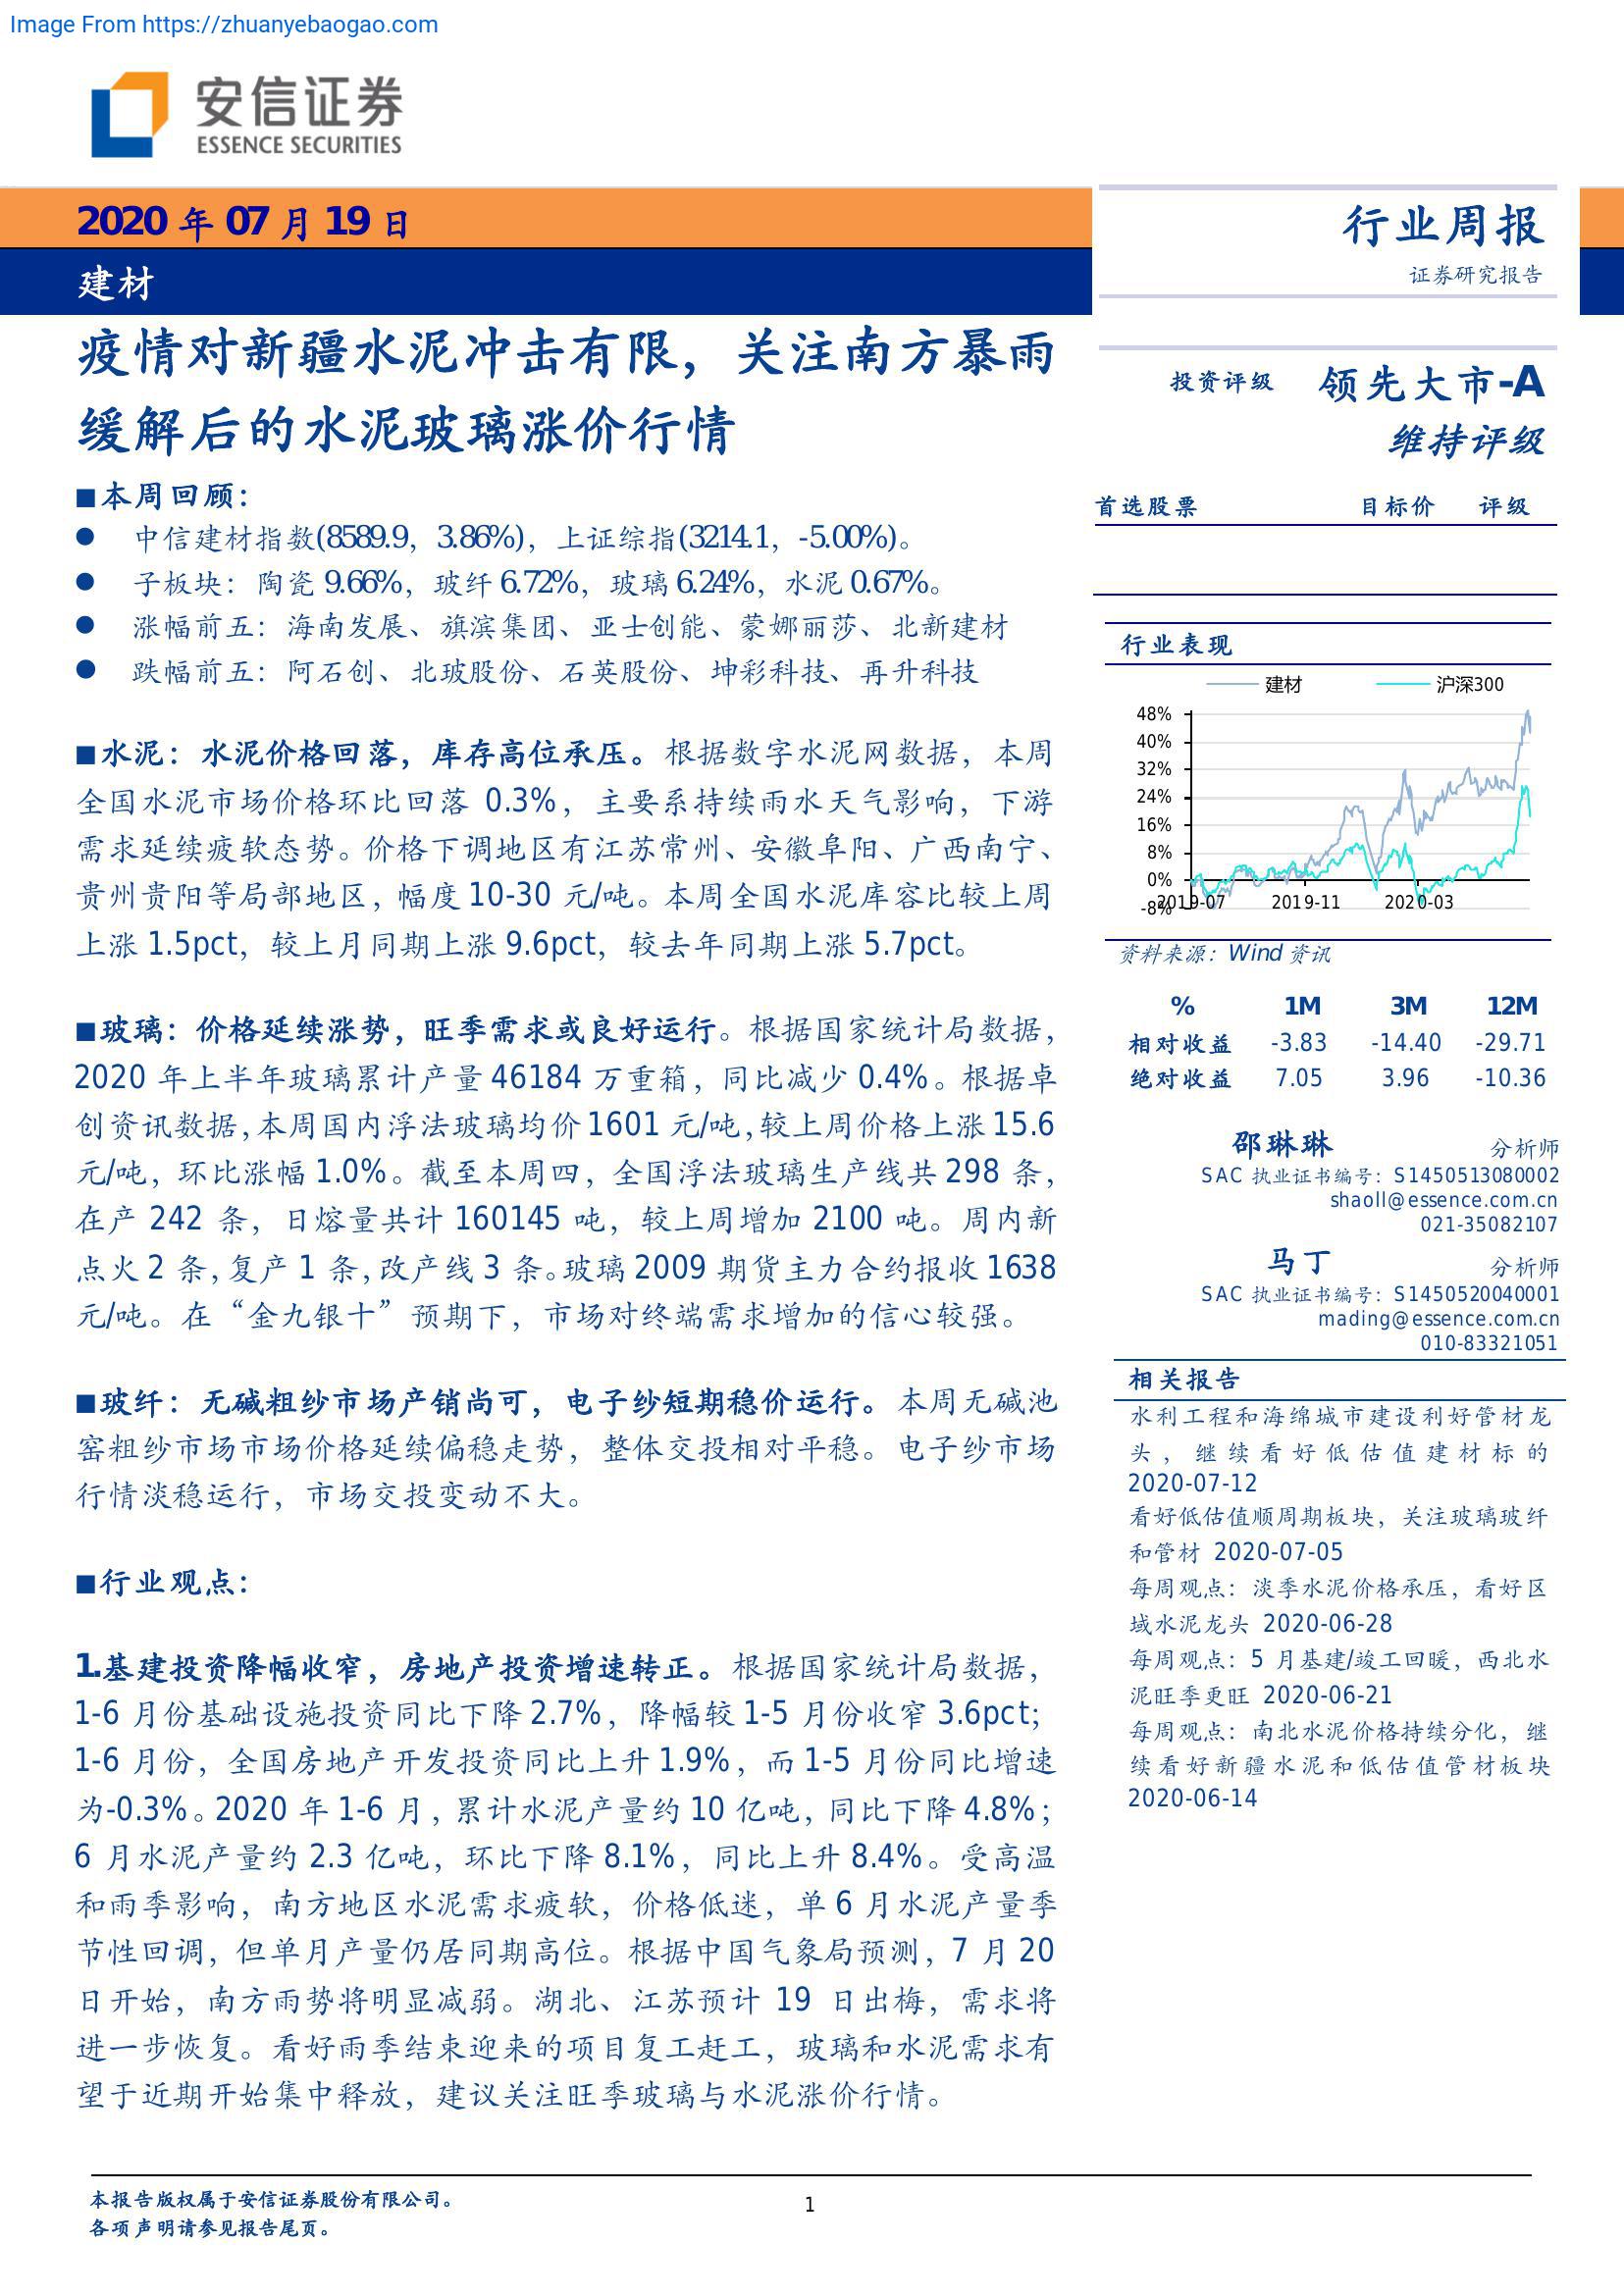 Image From https://zhuanyebaogao.com
安信证券
ESSENCE SECURITIES
2020 年 07 月 19 日
建材
行业周报
证券研究报告
疫情对新疆水泥冲击有限，关注南方暴雨
缓解后的水泥玻璃涨价行情
■本周回顾：
● 中信建材指数(8589.9，3.86%)，上证综指(3214.1，-5.00%)。
● 子板块：陶瓷 9.66%，玻纤 6.72%，玻璃 6.24%，水泥 0.67%。
● 涨幅前五：海南发展、旗滨集团、亚士创能、蒙娜丽莎、北新建材
● 跌幅前五：阿石创、北玻股份、石英股份、坤彩科技、再升科技
■水泥：水泥价格回落，库存高位承压。根据数字水泥网数据，本周
全国水泥市场价格环比回落 0.3%，主要系持续雨水天气影响，下游
需求延续疲软态势。价格下调地区有江苏常州、安徽阜阳、广西南宁、
贵州贵阳等局部地区，幅度 10-30 元/吨。本周全国水泥库容比较上周
上涨 1.5pct，较上月同期上涨 9.6pct，较去年同期上涨 5.7pct。
■玻璃：价格延续涨势，旺季需求或良好运行。根据国家统计局数据，
2020 年上半年玻璃累计产量 46184 万重箱，同比减少 0.4%。根据卓
创资讯数据，本周国内浮法玻璃均价 1601 元/吨，较上周价格上涨 15.6
元/吨，环比涨幅 1.0%。截至本周四，全国浮法玻璃生产线共 298 条，
在产 242 条，日熔量共计 160145 吨，较上周增加 2100 吨。周内新
点火 2 条，复产 1 条，改产线 3 条。玻璃 2009 期货主力合约报收 1638
元/吨。在“金九银十”预期下，市场对终端需求增加的信心较强。
■玻纤：无碱粗纱市场产销尚可，电子纱短期稳价运行。本周无碱池
窑粗纱市场市场价格延续偏稳走势，整体交投相对平稳。电子纱市场
行情淡稳运行，市场交投变动不大。
■行业观点：
1.基建投资降幅收窄，房地产投资增速转正。根据国家统计局数据，
1-6 月份基础设施投资同比下降 2.7%，降幅较 1-5 月份收窄 3.6pct；
1-6 月份，全国房地产开发投资同比上升 1.9%，而 1-5 月份同比增速
为-0.3%。2020 年 1-6 月，累计水泥产量约 10 亿吨，同比下降 4.8%；
6 月水泥产量约 2.3 亿吨，环比下降 8.1%，同比上升 8.4%。受高温
和雨季影响，南方地区水泥需求疲软，价格低迷，单 6 月水泥产量季
节性回调，但单月产量仍居同期高位。根据中国气象局预测，7 月 20
日开始，南方雨势将明显减弱。湖北、江苏预计 19 日出梅，需求将
进一步恢复。看好雨季结束迎来的项目复工赶工，玻璃和水泥需求有
望于近期开始集中释放，建议关注旺季玻璃与水泥涨价行情。
投资评级 领先大市-A
维持评级
首选股票 目标价 评级
行业表现
建材 沪深300
48%
40%
32%
24%
16%
8%
0%
-8%
2019-07 2019-11 2020-03
资料来源：Wind 资讯
% 1M 3M 12M
相对收益 -3.83 -14.40 -29.71
绝对收益 7.05 3.96 -10.36
邵琳琳 分析师
SAC 执业证书编号：S1450513080002
shaoll@essence.com.cn
021-35082107
马丁 分析师
SAC 执业证书编号：S1450520040001
mading@essence.com.cn
010-83321051
相关报告
水利工程和海绵城市建设利好管材龙
头，继续看好低估值建材标的
2020-07-12
看好低估值顺周期板块，关注玻璃玻纤
和管材 2020-07-05
每周观点：淡季水泥价格承压，看好区
域水泥龙头 2020-06-28
每周观点：5 月基建/竣工回暖，西北水
泥旺季更旺 2020-06-21
每周观点：南北水泥价格持续分化，继
续看好新疆水泥和低估值管材板块
2020-06-14
本报告版权属于安信证券股份有限公司。
各项声明请参见报告尾页。
1